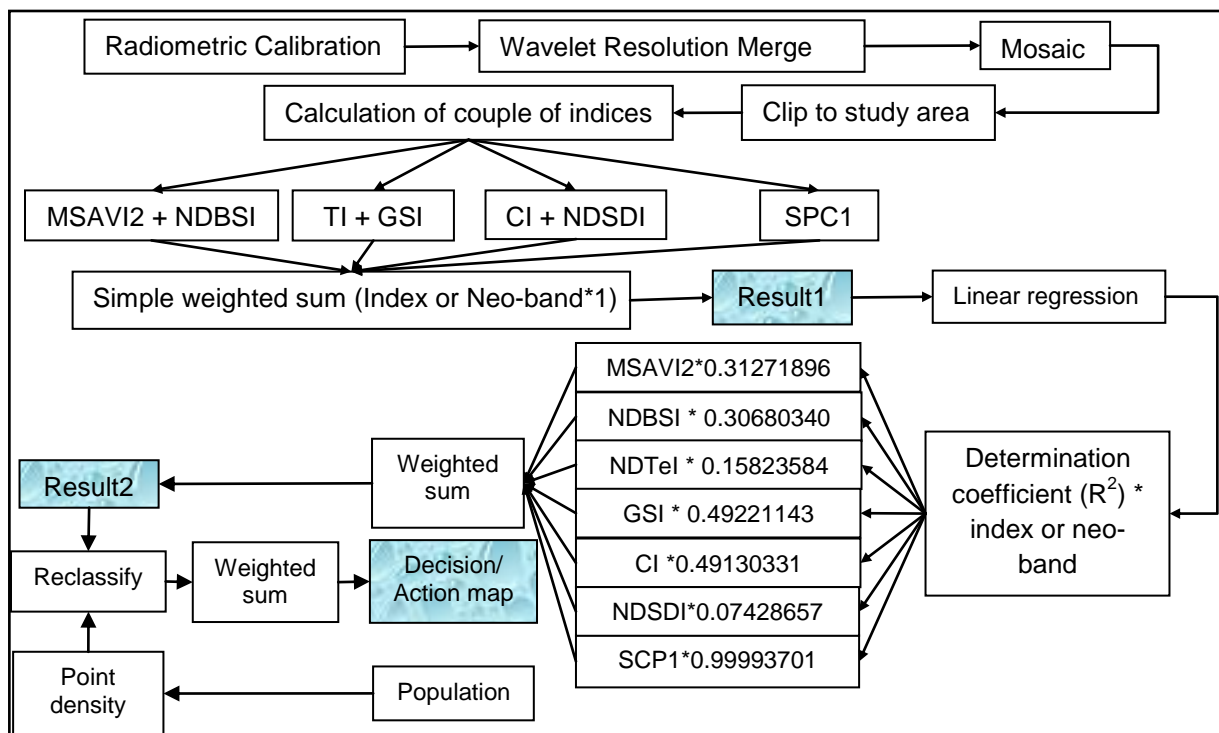 Radiometric Calibration
Wavelet Resolution Merge
Mosaic
Calculation of couple of indices
Clip to study area
MSAVI2 + NDBSI
TI + GSI
CI + NDSDI
SPC1
Simple weighted sum (Index or Neo-band*1)
Result1
Linear regression
MSAVI2*0.31271896
NDBSI * 0.30680340
NDTeI * 0.15823584
GSI * 0.49221143
CI *0.49130331
NDSDI*0.07428657
SCP1*0.99993701
Determination
coefficient (R²) *
index or neo-
band
Weighted
sum
Result2
Reclassify
Weighted
sum
Decision/
Action map
Point
density
Population